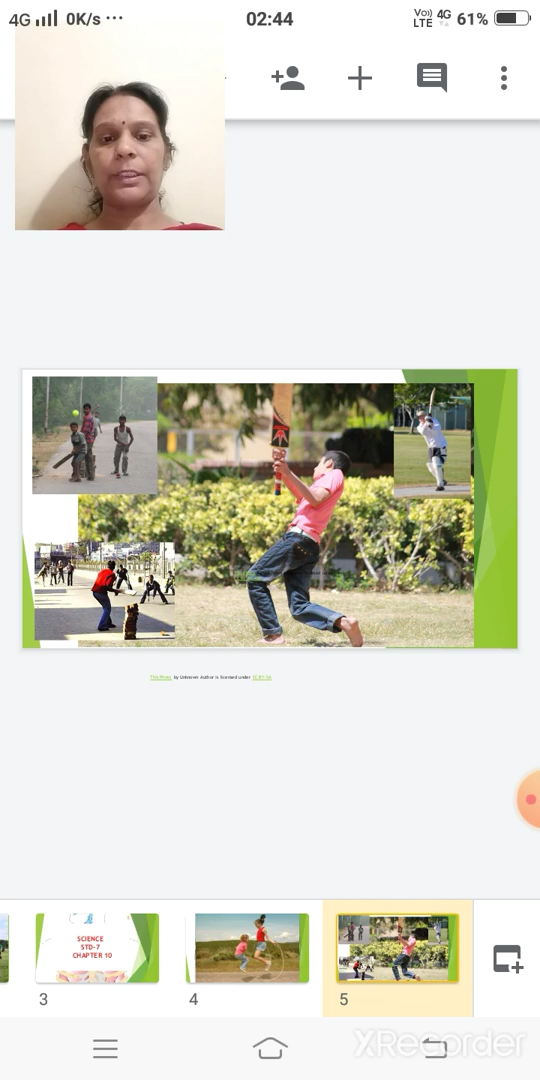 4G 0K/s ... 02:44 Vo)) LTE 4G 61%
This Photo by Unknown Author is licensed under CC BY-SA
SCIENCE
STD-7
CHAPTER 10
3 4 5
XRecorder